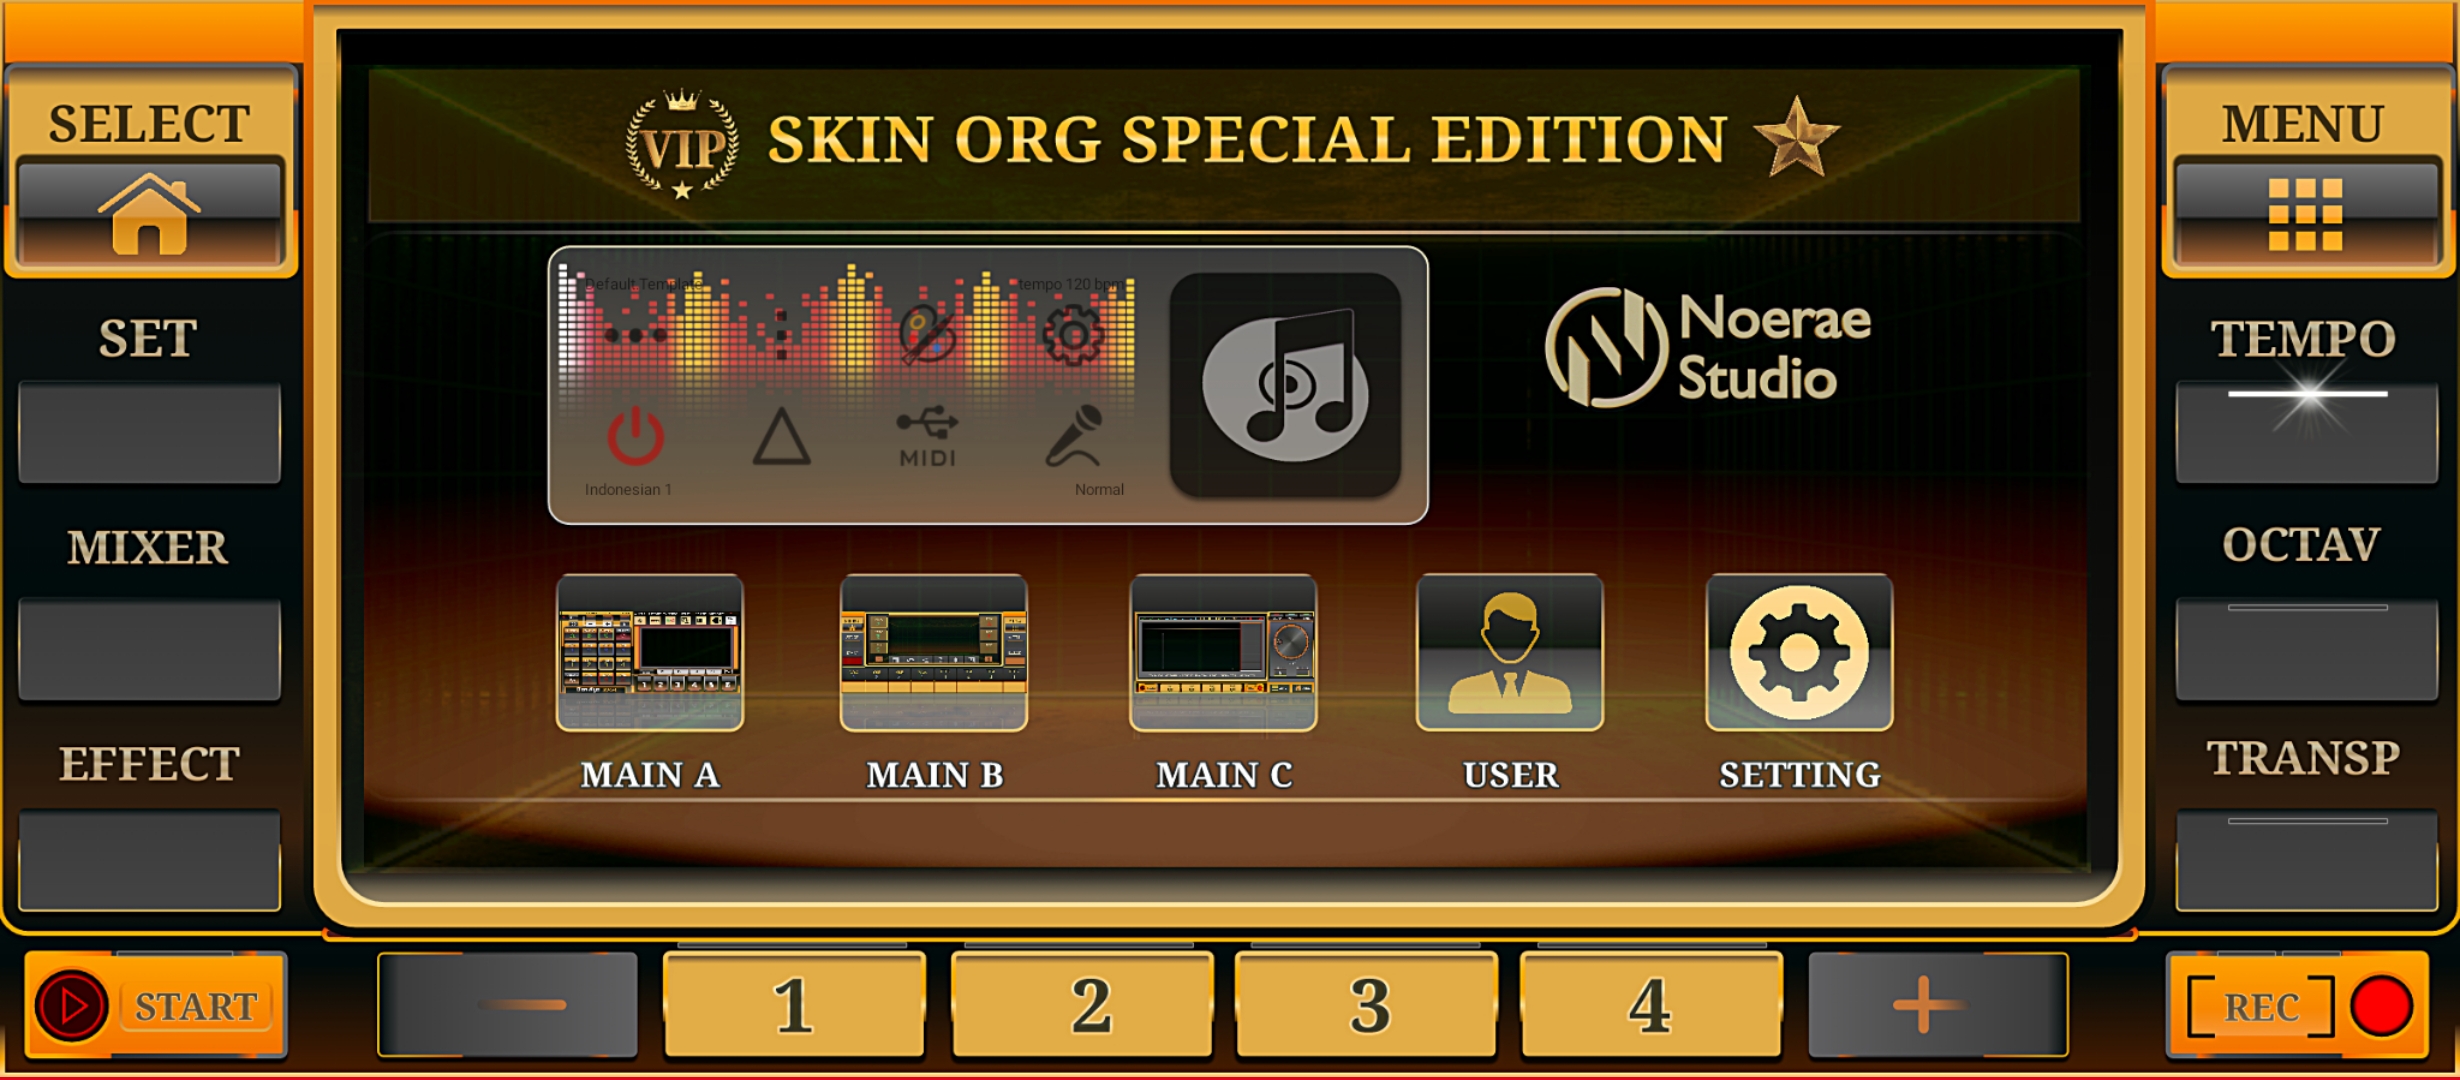 SELECT
SET
MIXER
EFFECT
VIP
SKIN ORG SPECIAL EDITION
Default Template
tempo 120 bpm
MIDI
Indonesian 1
Normal
Noerae
Studio
MAIN A
MAIN B
MAIN C
USER
SETTING
MENU
TEMPO
OCTAV
TRANSP
START
1
2
3
4
REC